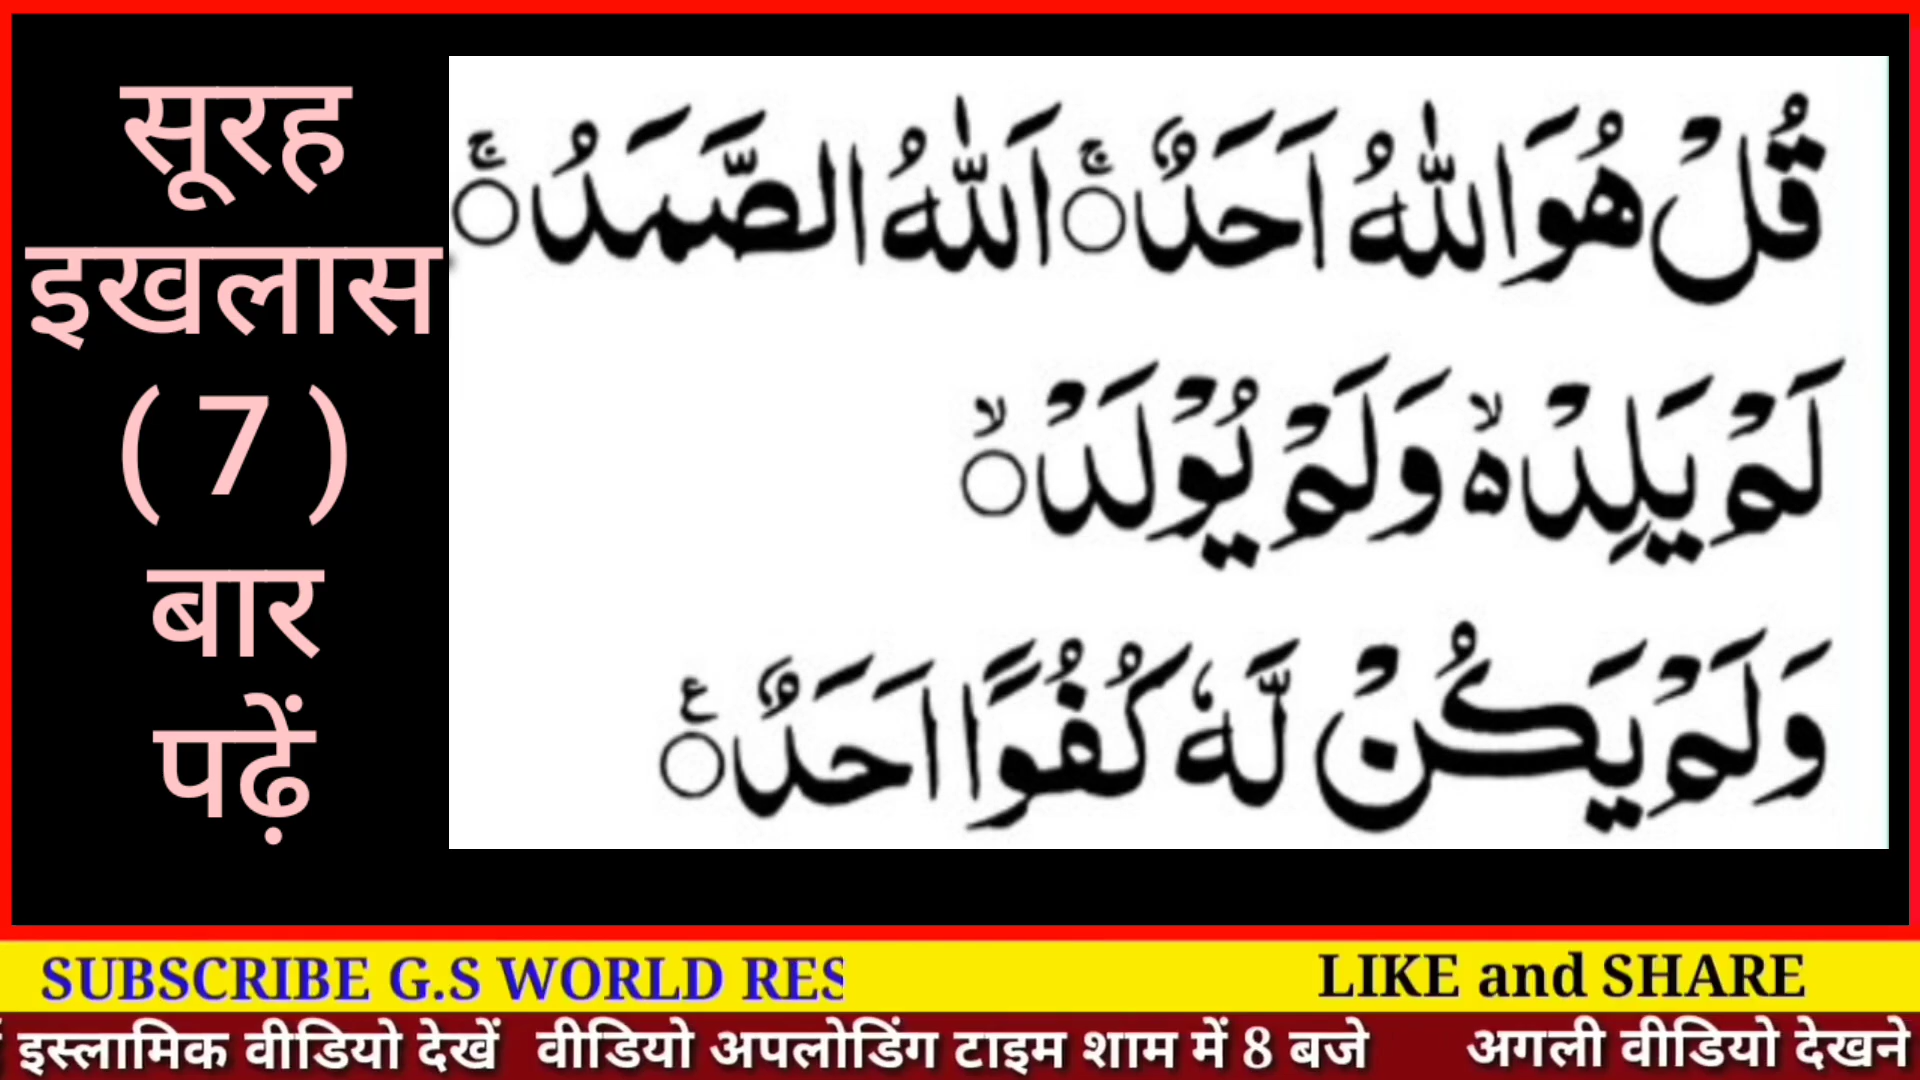 सूरह
इखलास
( 7 )
बार
पढ़ें
قُلْ هُوَ اللّٰهُ اَحَدٌ ۚ اَللّٰهُ الصَّمَدُ ۚ
لَمْ يَلِدْ ۙ وَلَمْ يُوْلَدْ ۙ
وَلَمْ يَكُنْ لَّهٗ كُفُوًا اَحَدٌ ۧ
SUBSCRIBE G.S WORLD RES
LIKE and SHARE
इस्लामिक वीडियो देखें वीडियो अपलोडिंग टाइम शाम में 8 बजे अगली वीडियो देखने